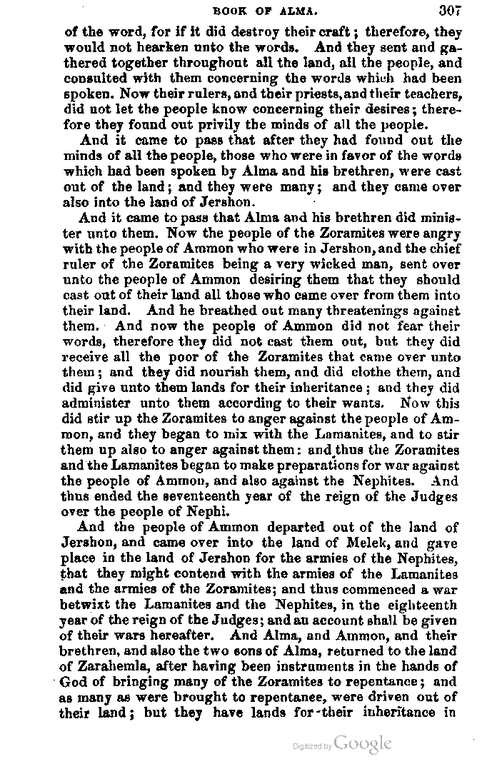 BOOK OF ALMA. 307
of the word, for if it did destroy their craft; therefore, they
would not hearken unto the words. And they sent and ga-
thered together throughout all the land, all the people, and
consulted with them concerning the words which had been
spoken. Now their rulers, and their priests, and their teachers,
did not let the people know concerning their desires; there-
fore they found out privily the minds of all the people.
And it came to pass that after they had found out the
minds of all the people, those who were in favor of the words
which had been spoken by Alma and his brethren, were cast
out of the land; and they were many; and they came over
also into the land of Jershon.
And it came to pass that Alma and his brethren did minis-
ter unto them. Now the people of the Zoramites were angry
with the people of Ammon who were in Jershon, and the chief
ruler of the Zoramites being a very wicked man, sent over
unto the people of Ammon desiring them that they should
cast out of their land all those who came over from them into
their land. And he breathed out many threatenings against
them. And now the people of Ammon did not fear their
words, therefore they did not cast them out, but they did
receive all the poor of the Zoramites that came over unto
them; and they did nourish them, and did clothe them, and
did give unto them lands for their inheritance; and they did
administer unto them according to their wants. Now this
did stir up the Zoramites to anger against the people of Am-
mon, and they began to mix with the Lamanites, and to stir
them up also to anger against them: and thus the Zoramites
and the Lamanites began to make preparations for war against
the people of Ammon, and also against the Nephites. And
thus ended the seventeenth year of the reign of the Judges
over the people of Nephi.
And the people of Ammon departed out of the land of
Jershon, and came over into the land of Melek, and gave
place in the land of Jershon for the armies of the Nephites,
that they might contend with the armies of the Lamanites
and the armies of the Zoramites; and thus commenced a war
betwixt the Lamanites and the Nephites, in the eighteenth
year of the reign of the Judges; and an account shall be given
of their wars hereafter. And Alma, and Ammon, and their
brethren, and also the two sons of Alma, returned to the land
of Zarahemla, after having been instruments in the hands of
God of bringing many of the Zoramites to repentance; and
as many as were brought to repentance, were driven out of
their land; but they have lands for their inheritance in
Digitized by Google